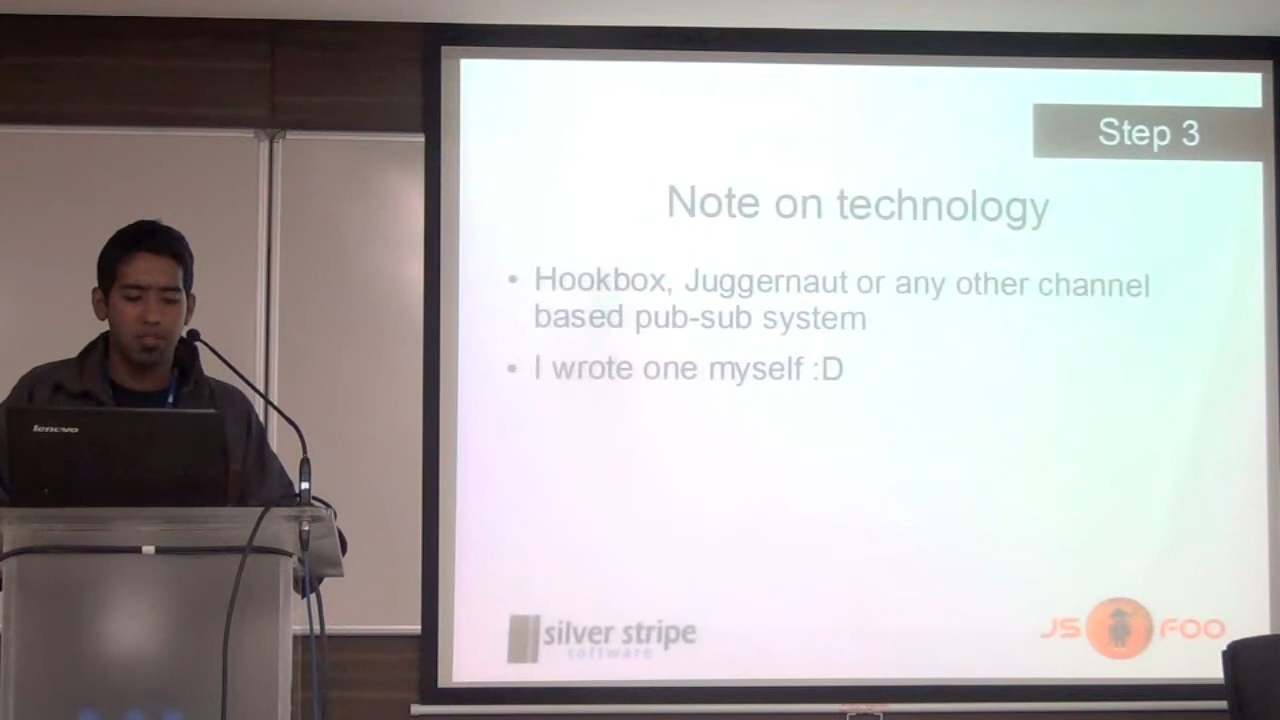 Step 3
Note on technology
• Hookbox, Juggernaut or any other channel
based pub-sub system
• I wrote one myself :D
lenovo
silver stripe
software
JS FOO